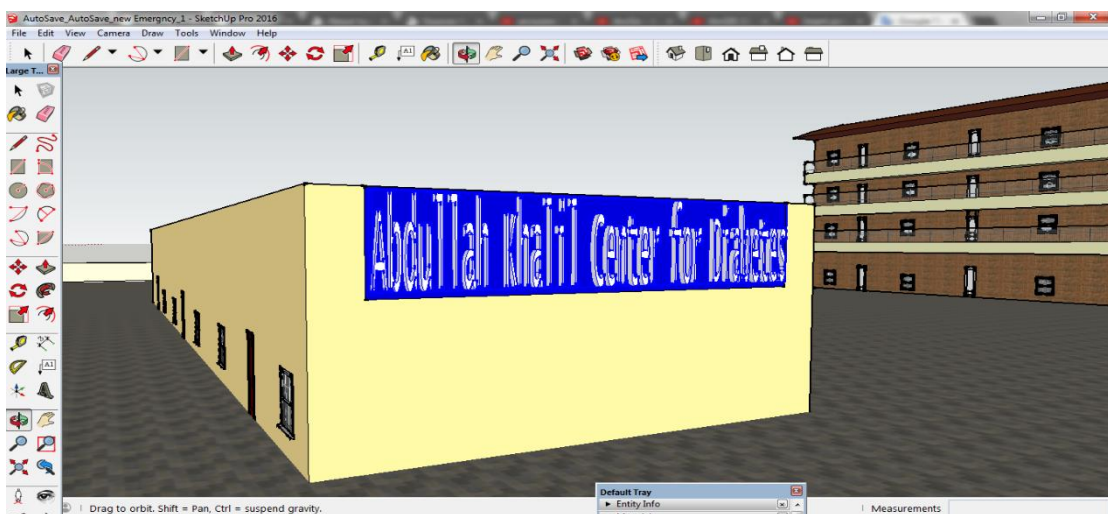 AutoSave_AutoSave_new Emergncy_1 - SketchUp Pro 2016
File Edit View Camera Draw Tools Window Help
Large T...
Abdullah Khalil Center for Diabetes
Default Tray
Entity Info
Drag to orbit. Shift = Pan, Ctrl = suspend gravity.
Measurements